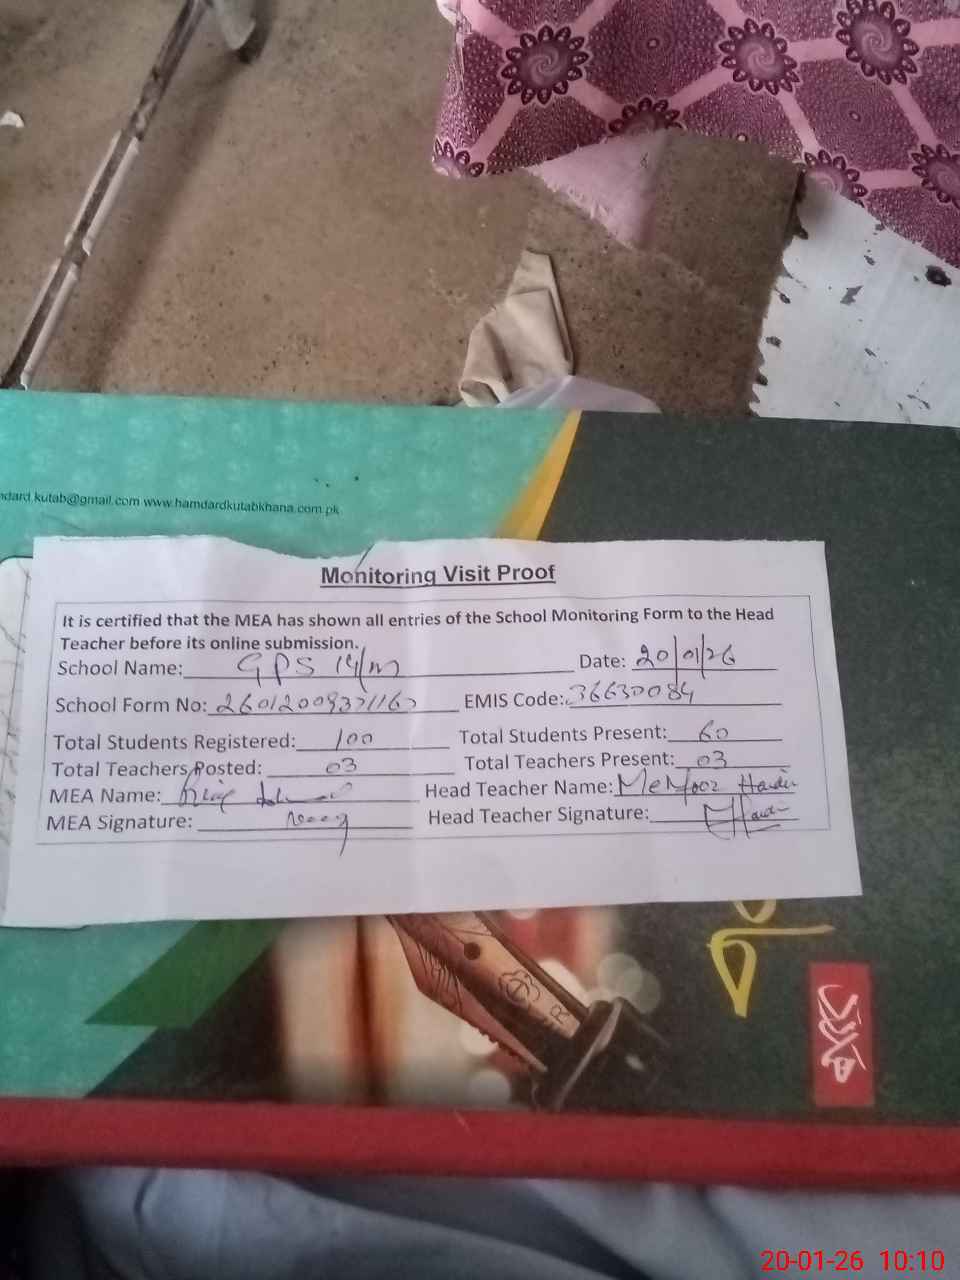 dard.kutab@gmail.com www.hamdardkutabkhana.com.pk
Monitoring Visit Proof
It is certified that the MEA has shown all entries of the School Monitoring Form to the Head
Teacher before its online submission.
School Name: GPS 14/m Date: 20/01/26
School Form No: EMIS Code: 36630084
Total Students Registered: 100 Total Students Present: 60
Total Teachers Posted: 03 Total Teachers Present: 03
MEA Name: Head Teacher Name: Haider
MEA Signature: Head Teacher Signature:
20-01-26 10:10